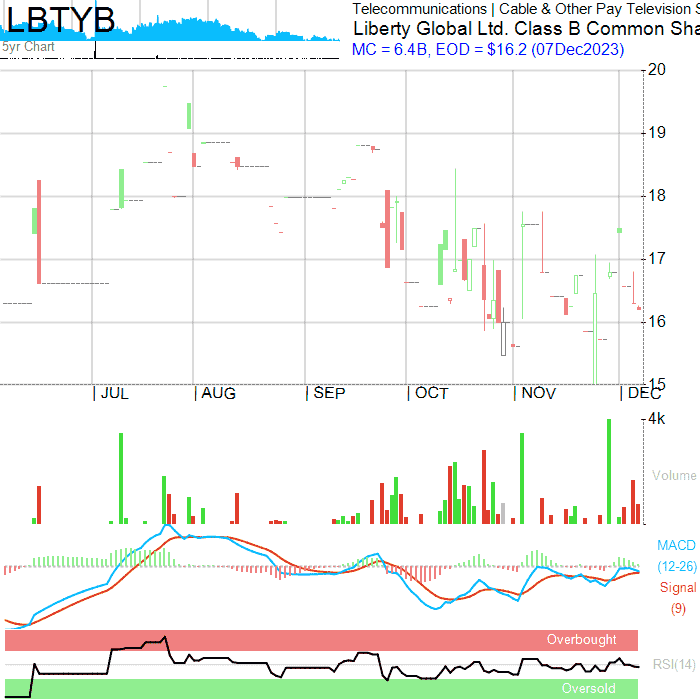 LBTYB
5yr Chart
Telecommunications | Cable & Other Pay Television S
Liberty Global Ltd. Class B Common Sha
MC = 6.4B, EOD = $16.2 (07Dec2023)
20
19
18
17
16
15
JUL
AUG
SEP
OCT
NOV
DEC
4k
Volume
MACD
(12-26)
Signal
(9)
Overbought
RSI(14)
Oversold